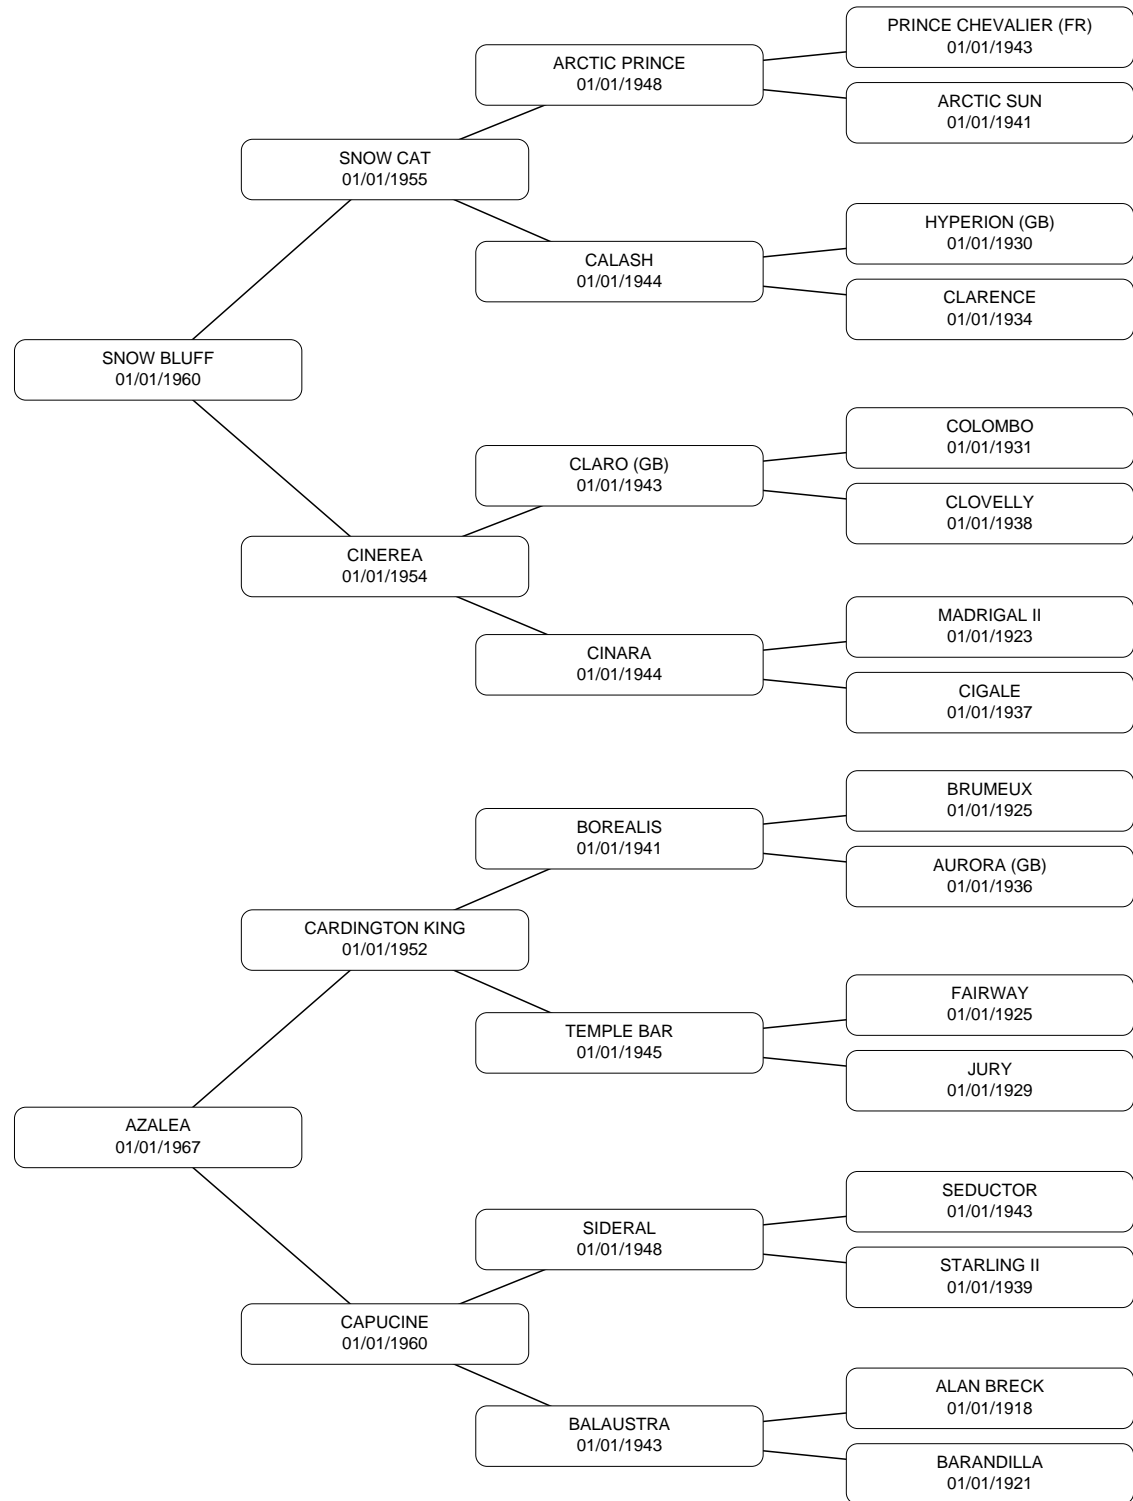 PRINCE CHEVALIER (FR)
01/01/1943
ARCTIC PRINCE
01/01/1948
ARCTIC SUN
01/01/1941
SNOW CAT
01/01/1955
HYPERION (GB)
01/01/1930
CALASH
01/01/1944
CLARENCE
01/01/1934
SNOW BLUFF
01/01/1960
COLOMBO
01/01/1931
CLARO (GB)
01/01/1943
CLOVELLY
01/01/1938
CINEREA
01/01/1954
MADRIGAL II
01/01/1923
CINARA
01/01/1944
CIGALE
01/01/1937
BRUMEUX
01/01/1925
BOREALIS
01/01/1941
AURORA (GB)
01/01/1936
CARDINGTON KING
01/01/1952
FAIRWAY
01/01/1925
TEMPLE BAR
01/01/1945
JURY
01/01/1929
AZALEA
01/01/1967
SEDUCTOR
01/01/1943
SIDERAL
01/01/1948
STARLING II
01/01/1939
CAPUCINE
01/01/1960
ALAN BRECK
01/01/1918
BALAUSTRA
01/01/1943
BARANDILLA
01/01/1921